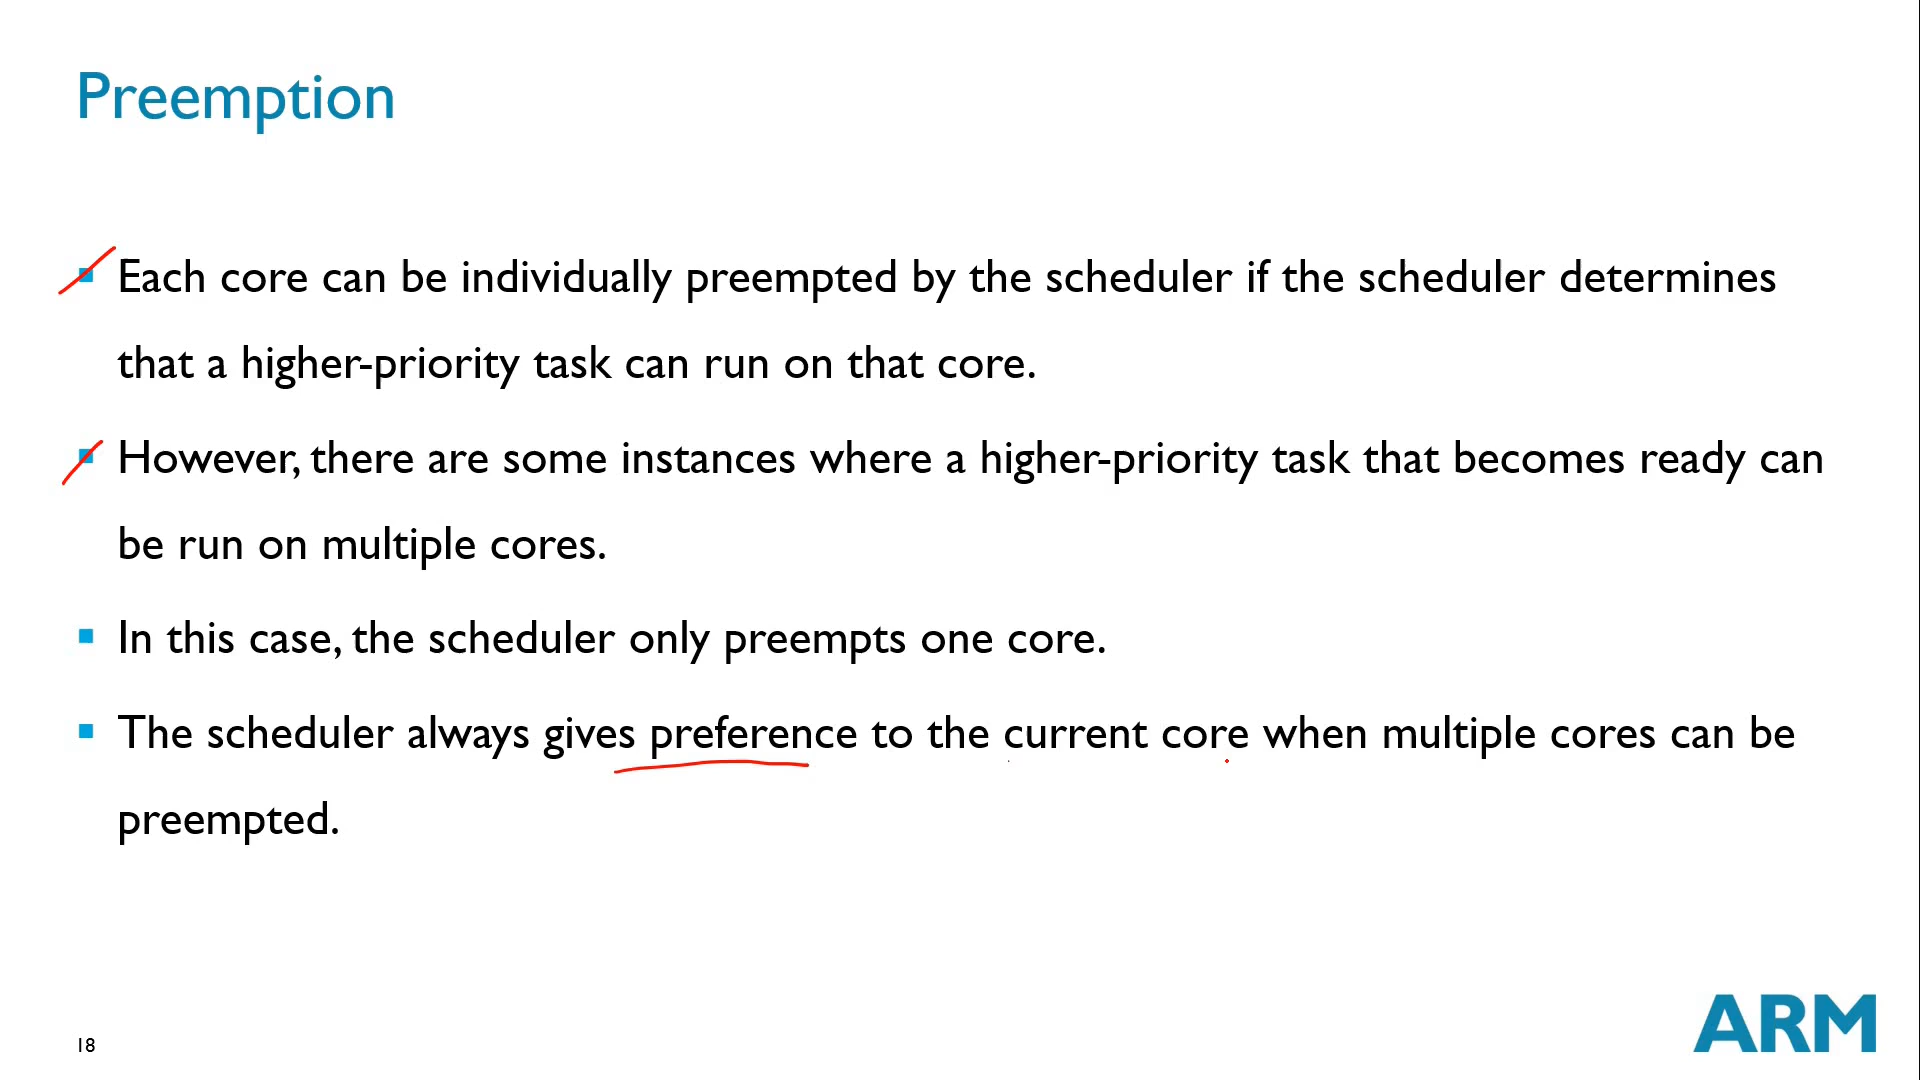 Preemption
Each core can be individually preempted by the scheduler if the scheduler determines
that a higher-priority task can run on that core.
However, there are some instances where a higher-priority task that becomes ready can
be run on multiple cores.
In this case, the scheduler only preempts one core.
The scheduler always gives preference to the current core when multiple cores can be
preempted.
18
ARM